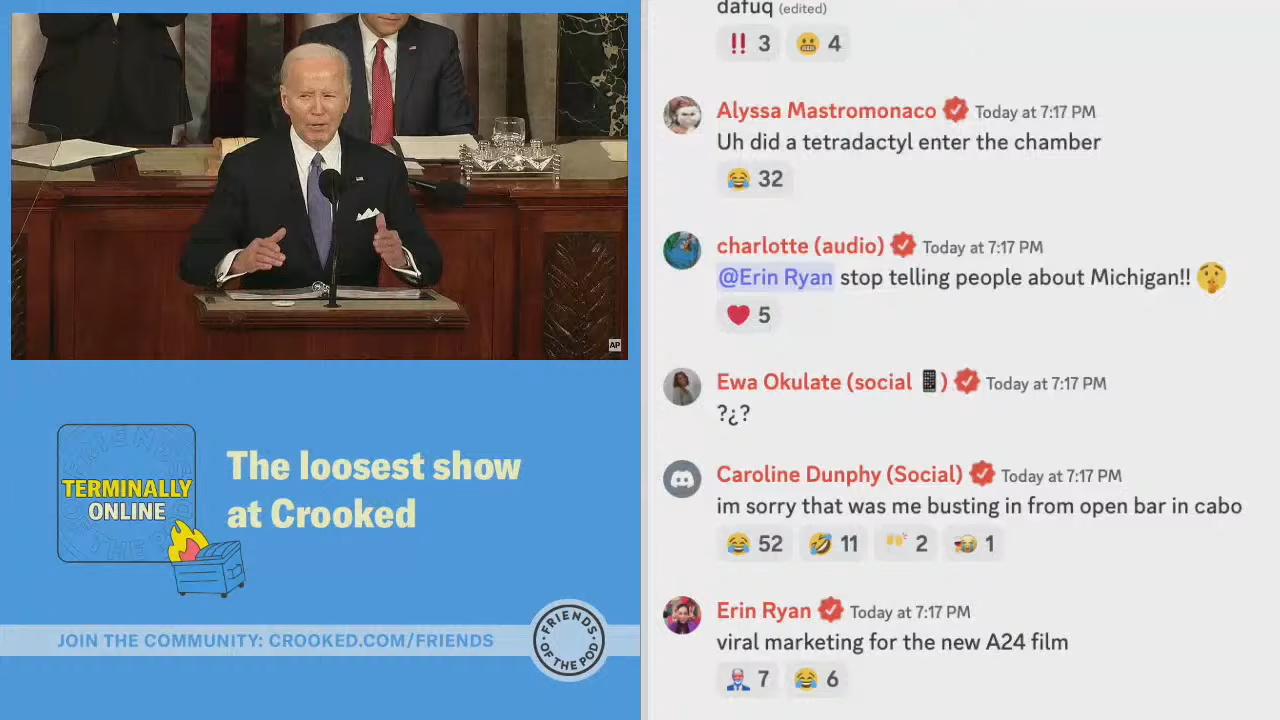 AP
TERMINALLY
ONLINE
The loosest show
at Crooked
JOIN THE COMMUNITY: CROOKED.COM/FRIENDS
FRIENDS
OF THE POD
dafuq (edited)
‼ 3 😬 4
Alyssa Mastromonaco Today at 7:17 PM
Uh did a tetradactyl enter the chamber
😂 32
charlotte (audio) Today at 7:17 PM
@Erin Ryan stop telling people about Michigan!! 🤫
❤️ 5
Ewa Okulate (social 📱) Today at 7:17 PM
?¿?
Caroline Dunphy (Social) Today at 7:17 PM
im sorry that was me busting in from open bar in cabo
😂 52 🤣 11 🙌 2 1
Erin Ryan Today at 7:17 PM
viral marketing for the new A24 film
7 😂 6